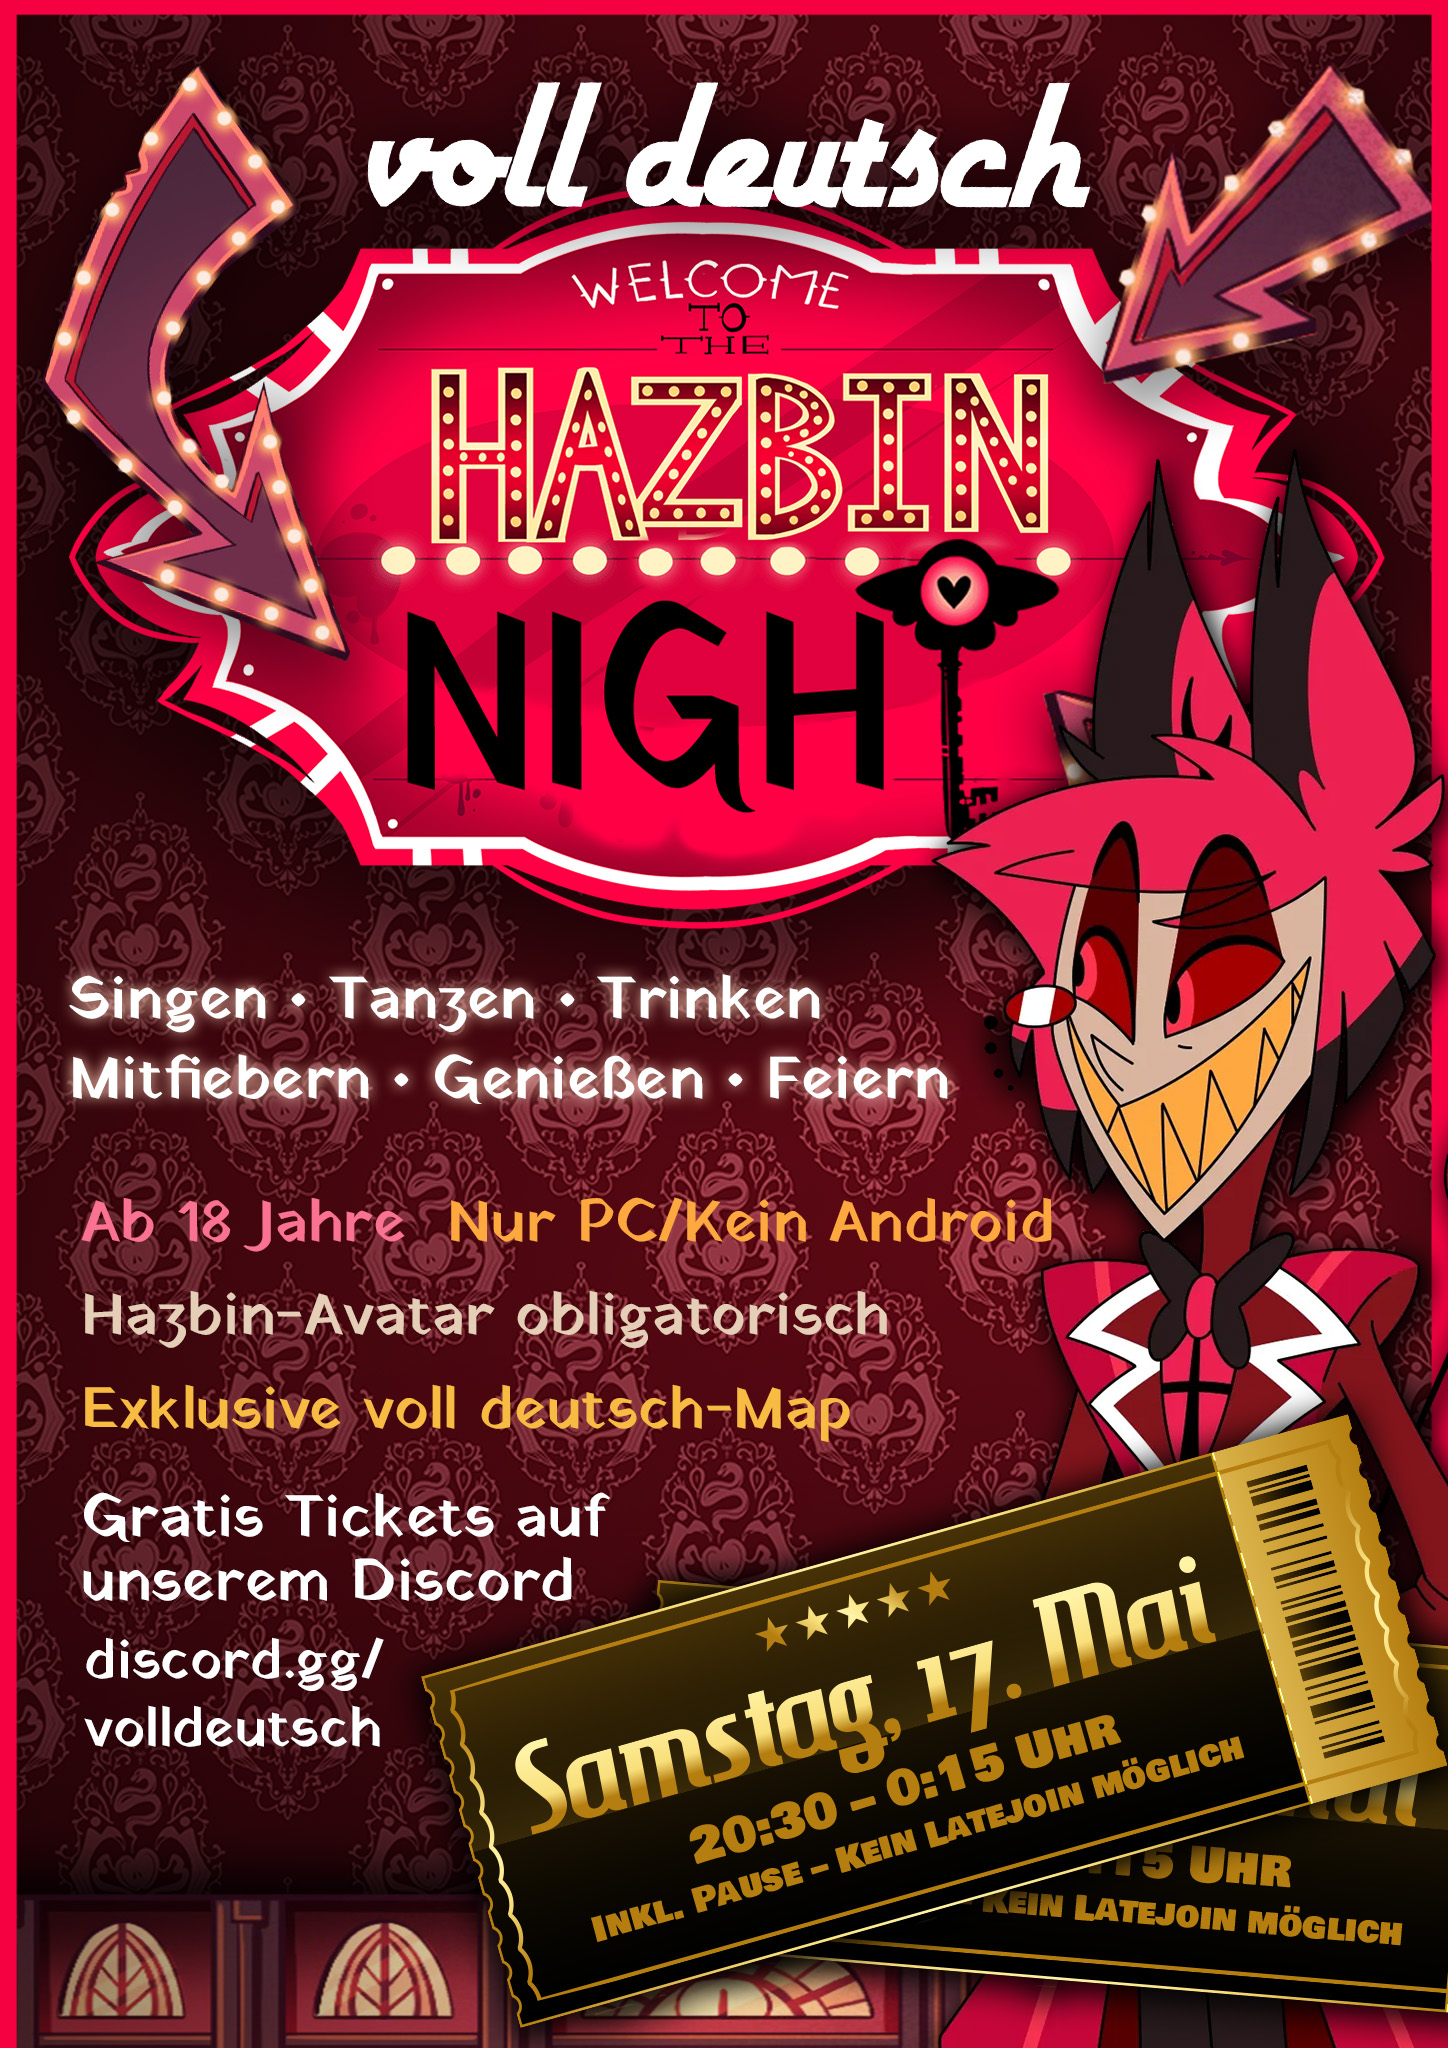 voll deutsch
WELCOME
TO
THE
HAZBIN
NIGHT
Singen • Tanzen • Trinken
Mitfiebern • Genießen • Feiern
Ab 18 Jahre Nur PC/Kein Android
Hazbin-Avatar obligatorisch
Exklusive voll deutsch-Map
Gratis Tickets auf
unserem Discord
discord.gg/
volldeutsch
Samstag, 17. Mai
20:30 – 0:15 Uhr
Inkl. Pause – Kein Latejoin möglich
15 Uhr
Kein Latejoin möglich